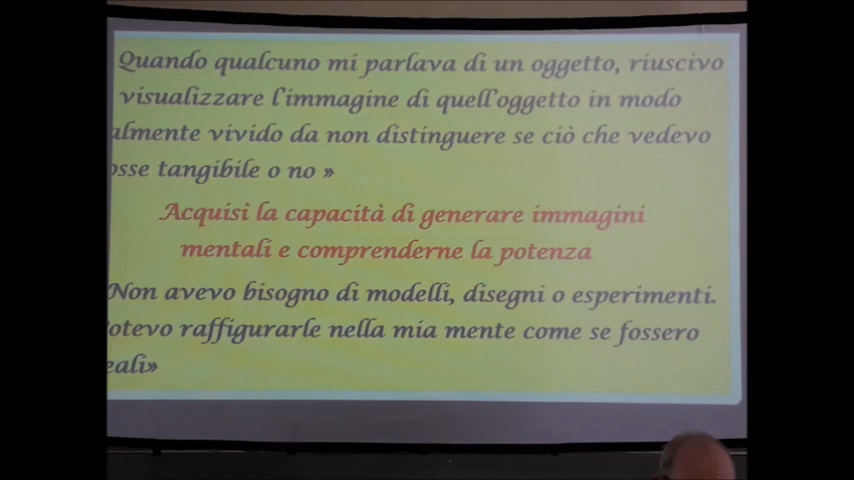 Quando qualcuno mi parlava di un oggetto, riuscivo
visualizzare l'immagine di quell'oggetto in modo
almente vivido da non distinguere se ciò che vedevo
osse tangibile o no »
Acquisì la capacità di generare immagini
mentali e comprenderne la potenza
Non avevo bisogno di modelli, disegni o esperimenti.
otevo raffigurarle nella mia mente come se fossero
eali»